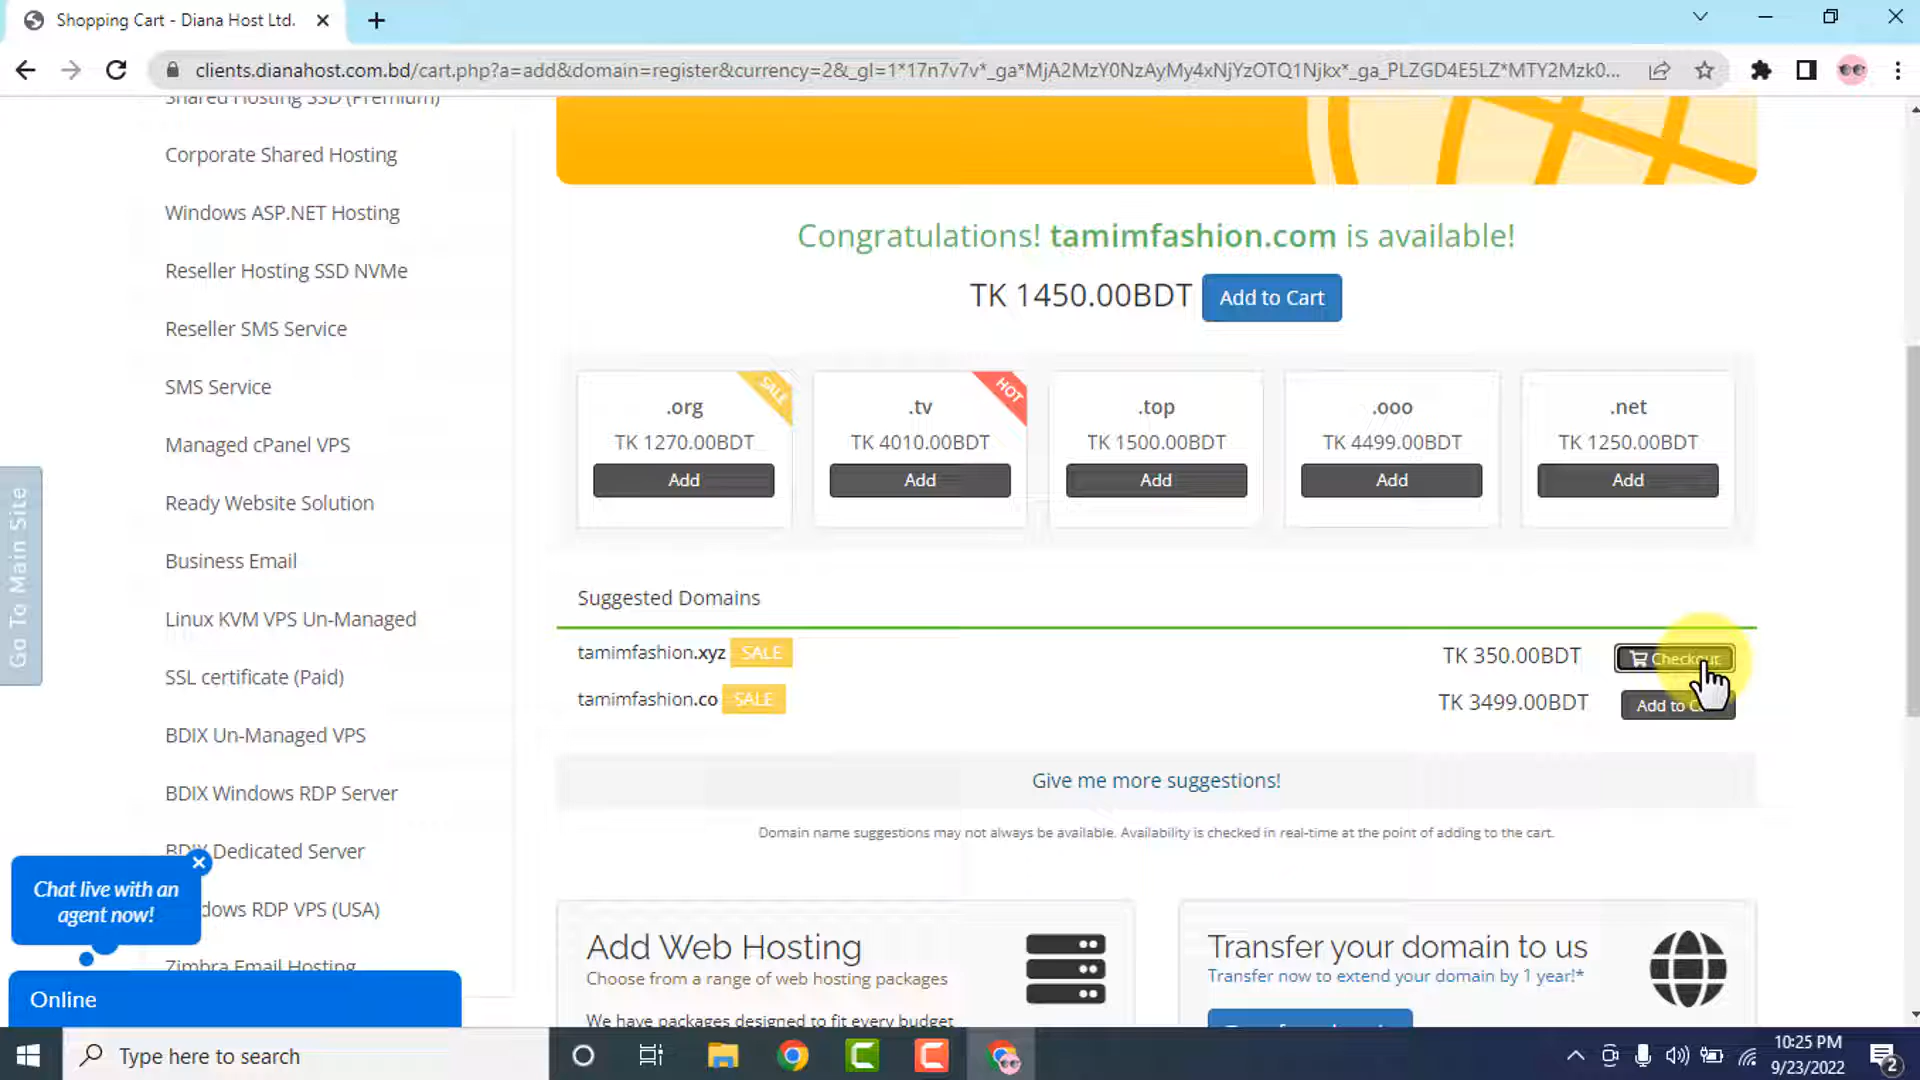 Shopping Cart - Diana Host Ltd.
clients.dianahost.com.bd/cart.php?a=add&domain=register&currency=2&_gl=1*17n7v7v*_ga*MjA2MzY0NzAyMy4xNjYzOTQ1Njkx*_ga_PLZGD4E5LZ*MTY2Mzk0...
Shared Hosting SSD (Premium)
Corporate Shared Hosting
Windows ASP.NET Hosting
Reseller Hosting SSD NVMe
Reseller SMS Service
SMS Service
Managed cPanel VPS
Ready Website Solution
Business Email
Linux KVM VPS Un-Managed
SSL certificate (Paid)
BDIX Un-Managed VPS
BDIX Windows RDP Server
BDIX Dedicated Server
dows RDP VPS (USA)
Zimbra Email Hosting
Go To Main Site
Chat live with an
agent now!
Online
Congratulations! tamimfashion.com is available!
TK 1450.00BDT Add to Cart
SALE HOT
.org .tv .top .ooo .net
TK 1270.00BDT TK 4010.00BDT TK 1500.00BDT TK 4499.00BDT TK 1250.00BDT
Add Add Add Add Add
Suggested Domains
tamimfashion.xyz SALE TK 350.00BDT Checkout
tamimfashion.co SALE TK 3499.00BDT Add to C
Give me more suggestions!
Domain name suggestions may not always be available. Availability is checked in real-time at the point of adding to the cart.
Add Web Hosting
Choose from a range of web hosting packages
We have packages designed to fit every budget
Transfer your domain to us
Transfer now to extend your domain by 1 year!*
Type here to search
10:25 PM
9/23/2022
2